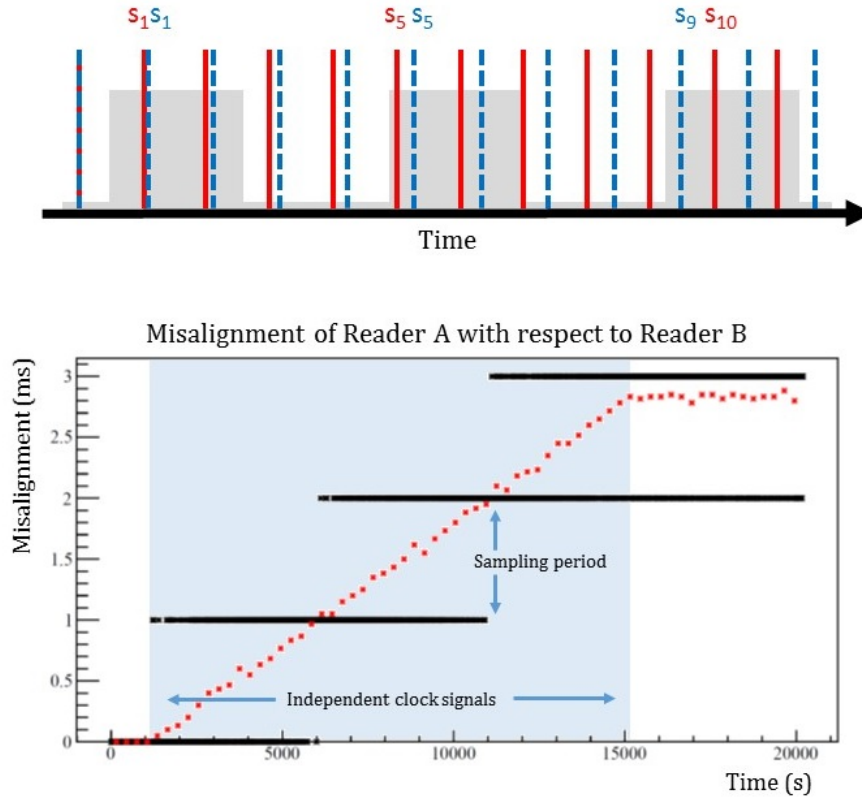 s1s1 s5 s5 s9 s10
Time
Misalignment of Reader A with respect to Reader B
Misalignment (ms)
3
2.5
2
Sampling period
1.5
1
0.5
Independent clock signals
0
0 5000 10000 15000 20000
Time (s)